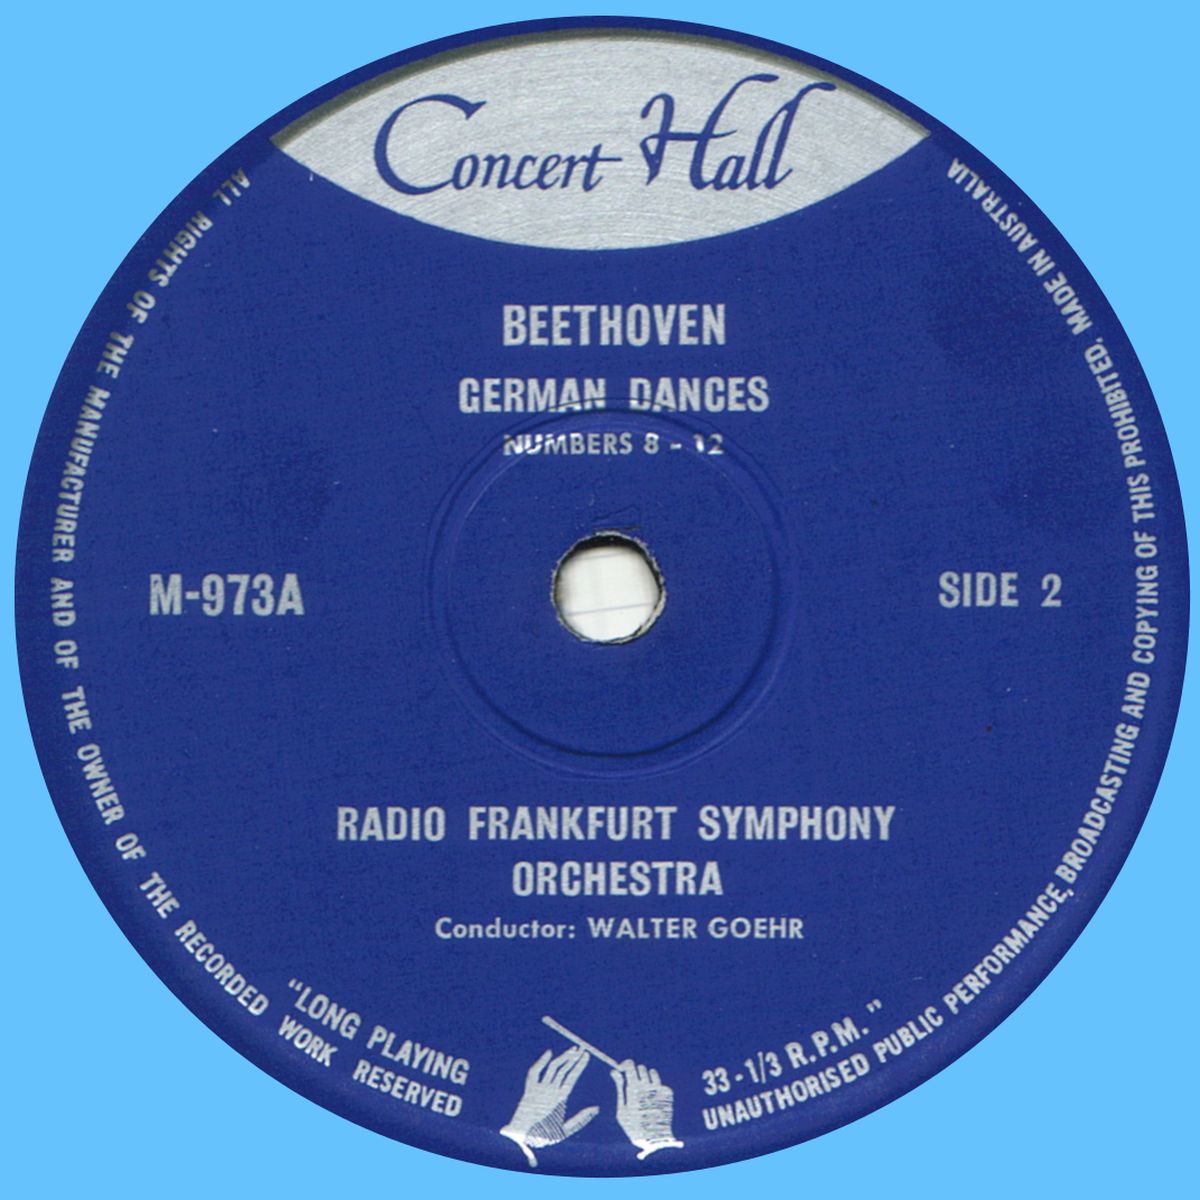 Concert Hall
BEETHOVEN
GERMAN DANCES
NUMBERS 8 - 12
M-973A
SIDE 2
RADIO FRANKFURT SYMPHONY
ORCHESTRA
Conductor: WALTER GOEHR
"LONG PLAYING 33-1/3 R.P.M."
ALL RIGHTS OF THE MANUFACTURER AND OF THE OWNER OF THE RECORDED WORK RESERVED
UNAUTHORISED PUBLIC PERFORMANCE, BROADCASTING AND COPYING OF THIS PROHIBITED, MADE IN AUSTRALIA